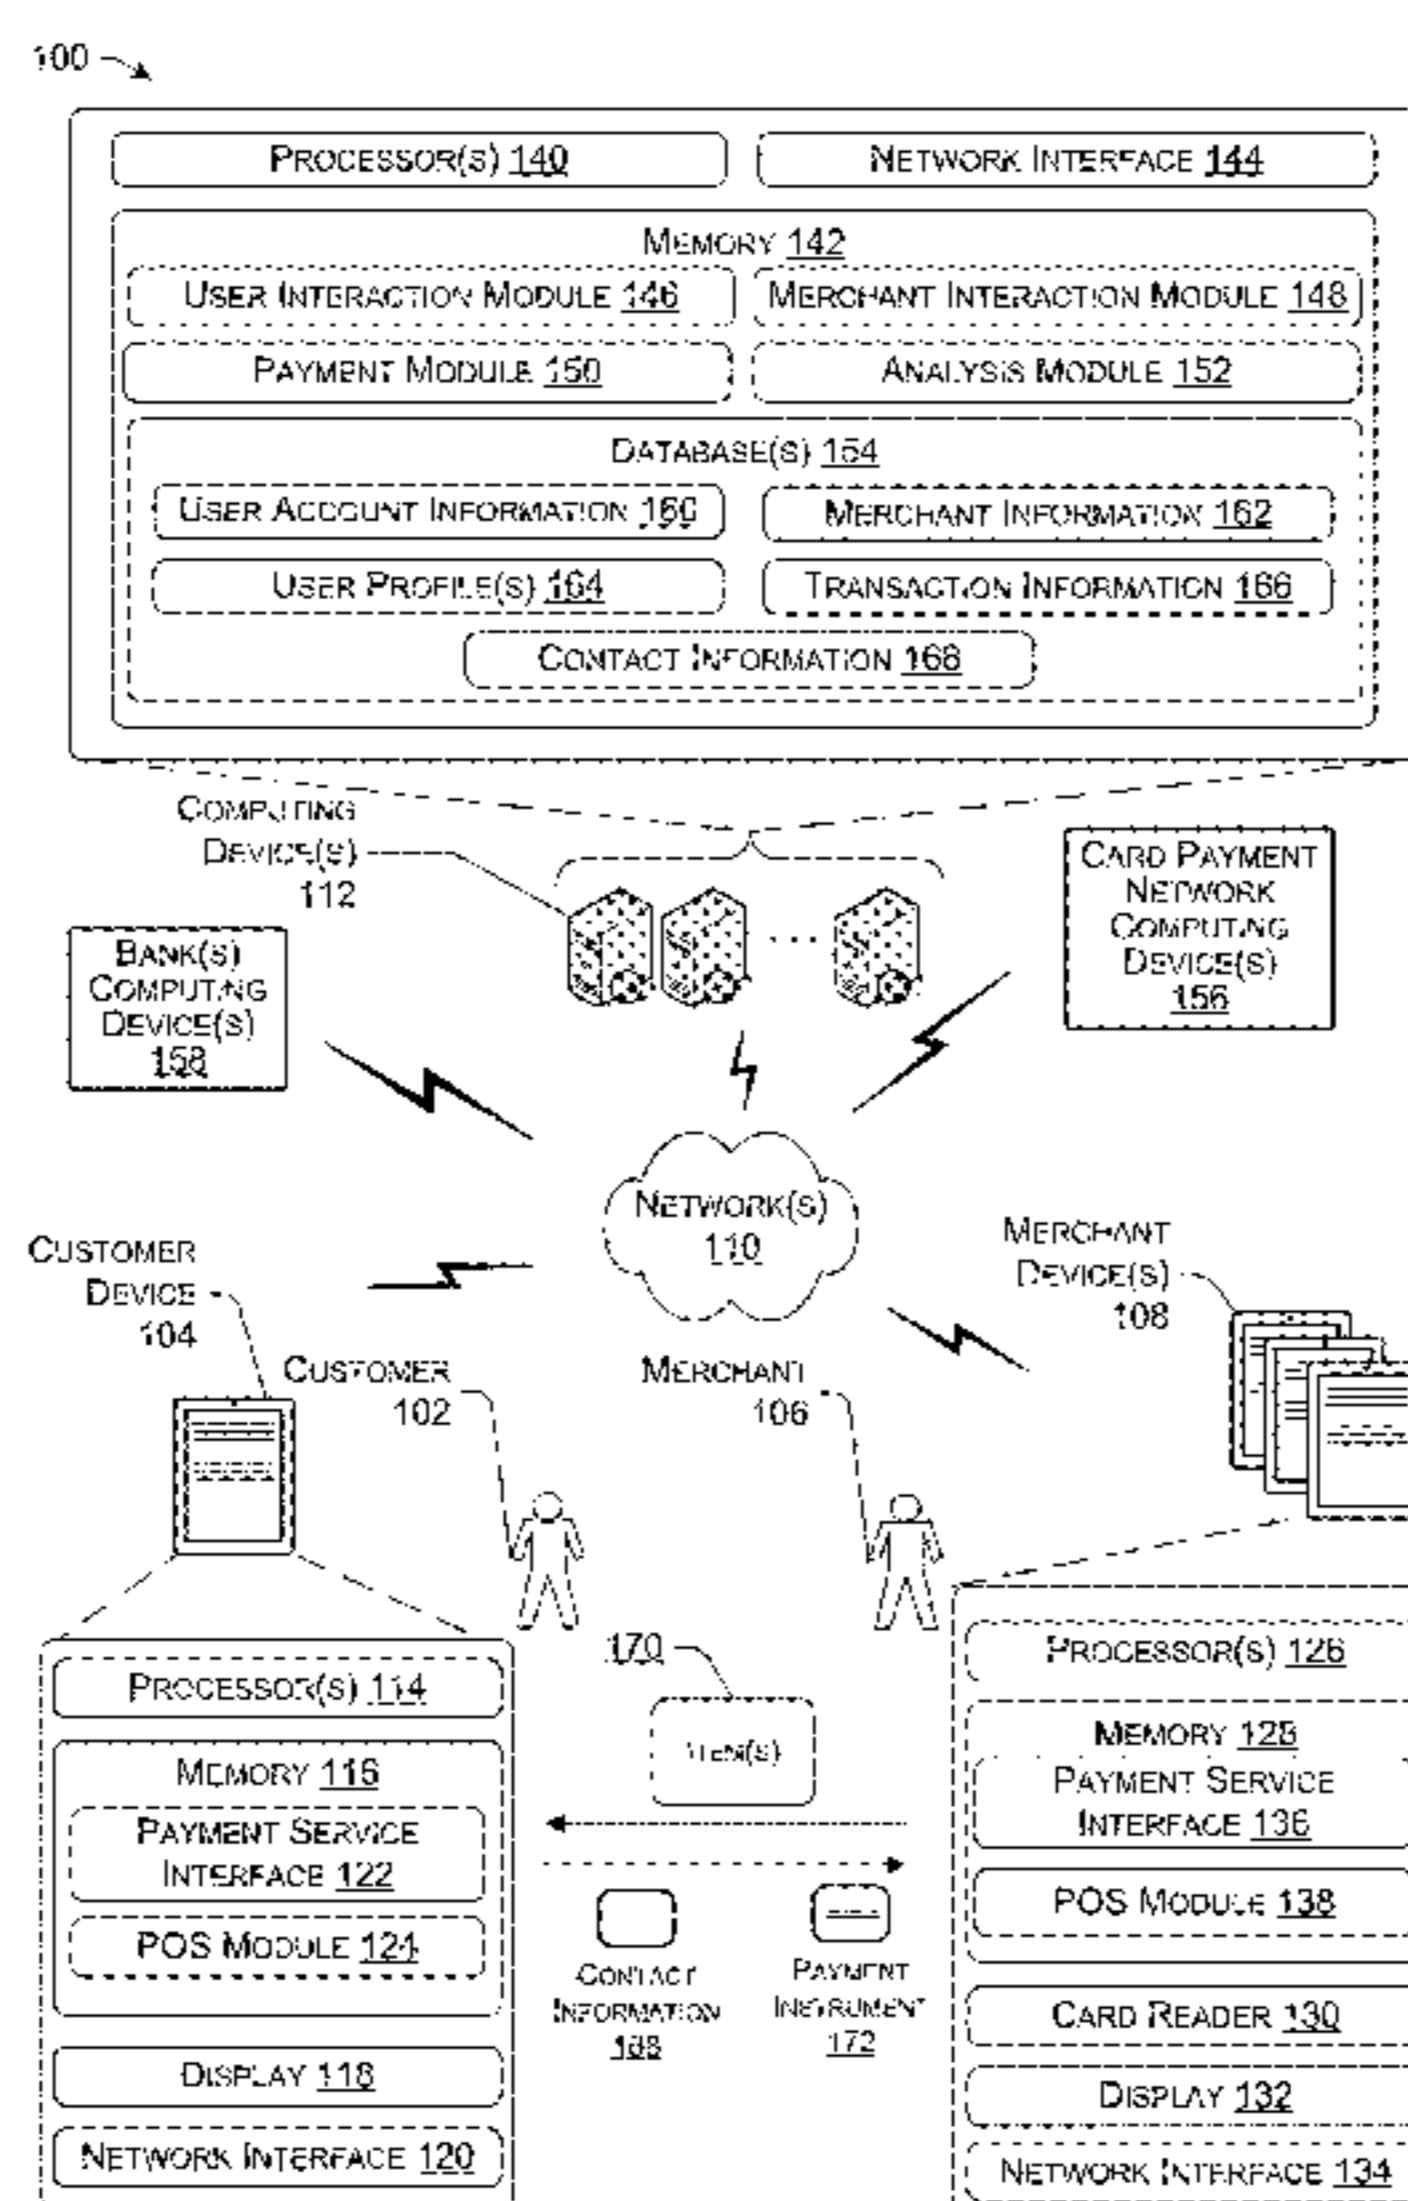 100
PROCESSOR(S) 140
NETWORK INTERFACE 144
MEMORY 142
USER INTERACTION MODULE 146
MERCHANT INTERACTION MODULE 148
PAYMENT MODULE 150
ANALYSIS MODULE 152
DATABASE(S) 154
USER ACCOUNT INFORMATION 160
MERCHANT INFORMATION 162
USER PROFILE(S) 164
TRANSACTION INFORMATION 166
CONTACT INFORMATION 168
COMPUTING
DEVICE(S)
112
CARD PAYMENT
NETWORK
COMPUTING
DEVICE(S)
156
BANK(S)
COMPUTING
DEVICE(S)
158
NETWORK(S)
110
CUSTOMER
DEVICE
104
MERCHANT
DEVICE(S)
108
CUSTOMER
102
MERCHANT
106
PROCESSOR(S) 114
MEMORY 116
PAYMENT SERVICE
INTERFACE 122
POS MODULE 124
DISPLAY 118
NETWORK INTERFACE 120
170
ITEM(S)
CONTACT
INFORMATION
168
PAYMENT
INSTRUMENT
172
PROCESSOR(S) 126
MEMORY 128
PAYMENT SERVICE
INTERFACE 136
POS MODULE 138
CARD READER 130
DISPLAY 132
NETWORK INTERFACE 134